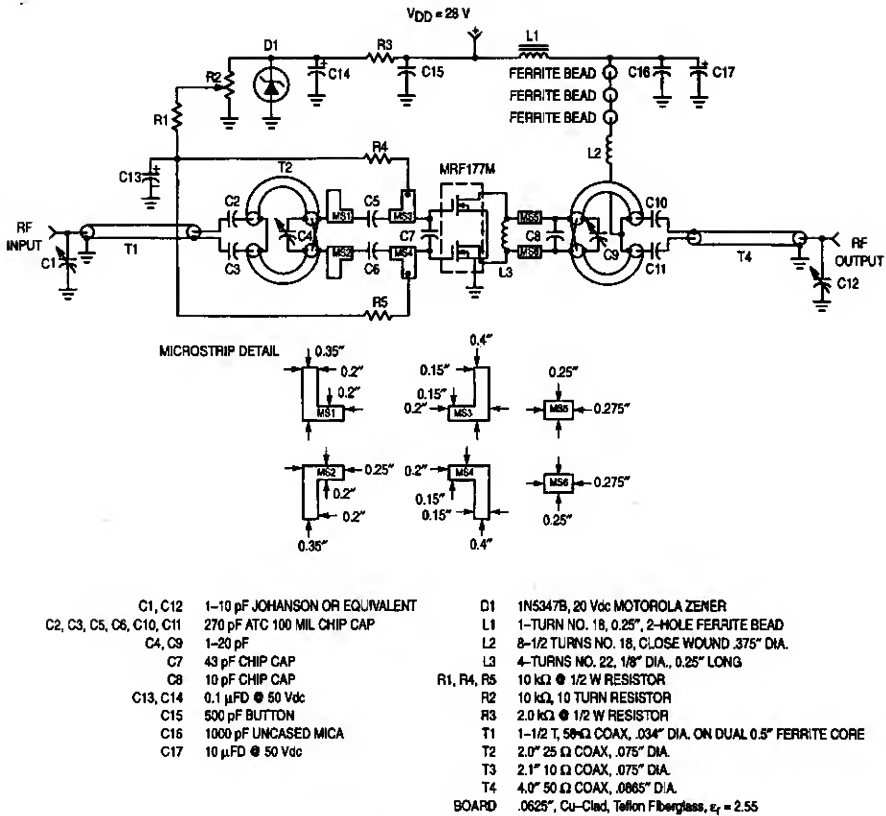 VDD = 28 V
D1
R3
L1
R2
C14
C15
FERRITE BEAD
FERRITE BEAD
FERRITE BEAD
C16
C17
R1
L2
C13
T2
R4
MRF177M
C2
C3
C4
MS1
MS2
C5
C6
MS3
MS4
C7
L3
MS5
MS6
C8
C9
C10
C11
RF
INPUT
C1
T1
R5
T4
RF
OUTPUT
C12
MICROSTRIP DETAIL
0.35"
0.2"
0.2"
MS1
0.4"
0.15"
0.15"
0.2"
MS3
0.25"
MS5
0.275"
MS2
0.25"
0.2"
0.2"
0.35"
0.2"
MS4
0.15"
0.15"
0.4"
MS6
0.275"
0.25"
C1, C12 1–10 pF JOHANSON OR EQUIVALENT
C2, C3, C5, C6, C10, C11 270 pF ATC 100 MIL CHIP CAP
C4, C9 1–20 pF
C7 43 pF CHIP CAP
C8 10 pF CHIP CAP
C13, C14 0.1 μFD @ 50 Vdc
C15 500 pF BUTTON
C16 1000 pF UNCASED MICA
C17 10 μFD @ 50 Vdc
D1 1N5347B, 20 Vdc MOTOROLA ZENER
L1 1–TURN NO. 18, 0.25", 2–HOLE FERRITE BEAD
L2 8–1/2 TURNS NO. 18, CLOSE WOUND .375" DIA.
L3 4–TURNS NO. 22, 1/8" DIA., 0.25" LONG
R1, R4, R5 10 kΩ @ 1/2 W RESISTOR
R2 10 kΩ, 10 TURN RESISTOR
R3 2.0 kΩ @ 1/2 W RESISTOR
T1 1–1/2 T, 50 Ω COAX, .034" DIA. ON DUAL 0.5" FERRITE CORE
T2 2.0" 25 Ω COAX, .075" DIA.
T3 2.1" 10 Ω COAX, .075" DIA.
T4 4.0" 50 Ω COAX, .0865" DIA.
BOARD .0625", Cu–Clad, Teflon Fiberglass, εr = 2.55